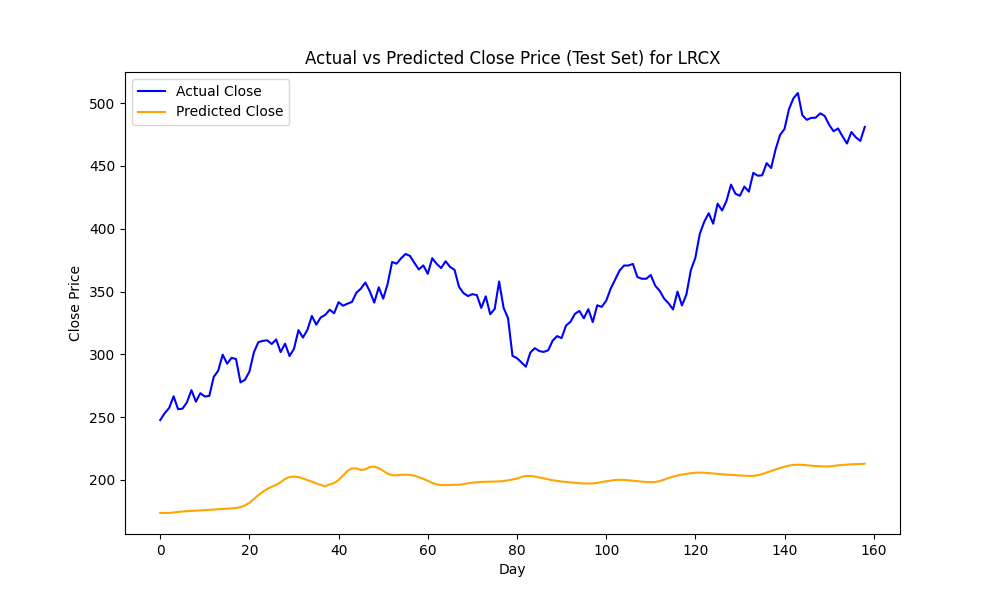 Actual vs Predicted Close Price (Test Set) for LRCX
Actual Close
Predicted Close
Close Price
500
450
400
350
300
250
200
0 20 40 60 80 100 120 140 160
Day